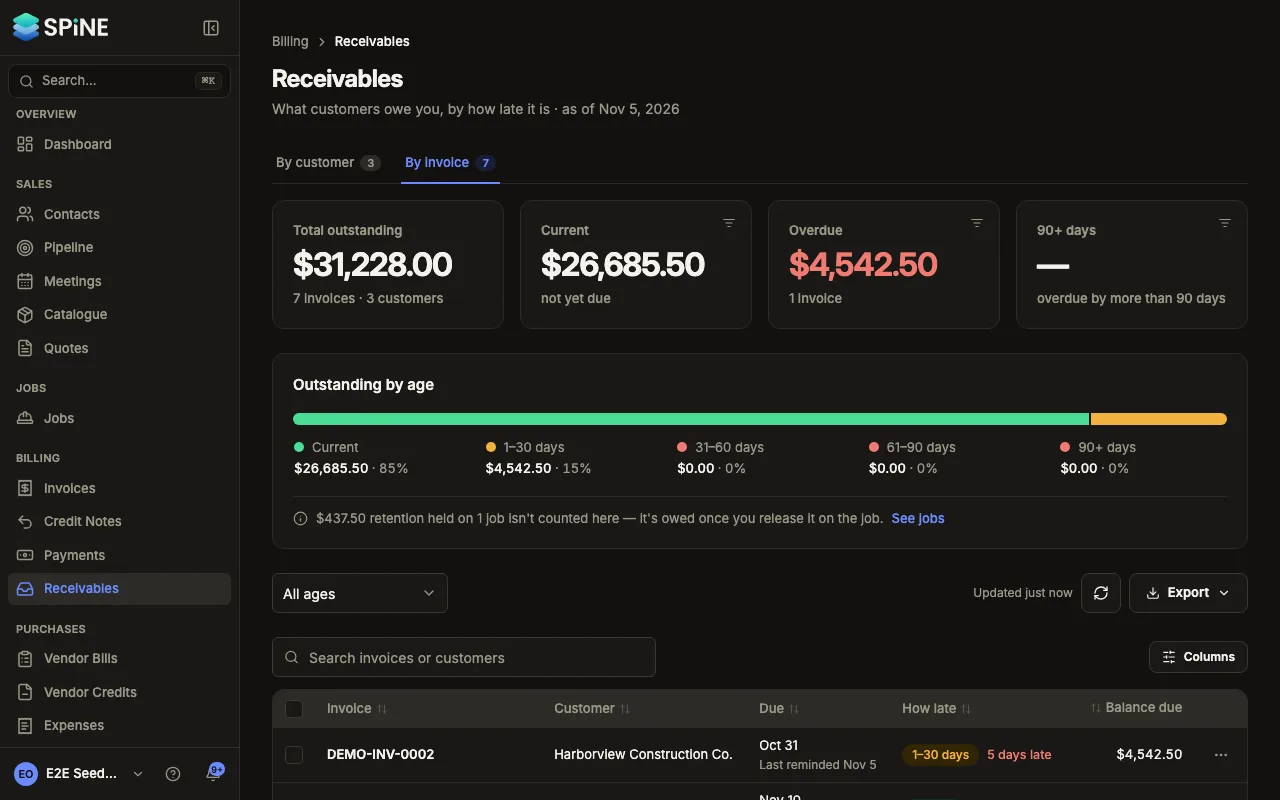 SPiNE
Search...
⌘K
OVERVIEW
Dashboard
SALES
Contacts
Pipeline
Meetings
Catalogue
Quotes
JOBS
Jobs
BILLING
Invoices
Credit Notes
Payments
Receivables
PURCHASES
Vendor Bills
Vendor Credits
Expenses
EO
E2E Seed...
9+
Billing
Receivables
Receivables
What customers owe you, by how late it is · as of Nov 5, 2026
By customer 3
By invoice 7
Total outstanding
$31,228.00
7 invoices · 3 customers
Current
$26,685.50
not yet due
Overdue
$4,542.50
1 invoice
90+ days
—
overdue by more than 90 days
Outstanding by age
Current
$26,685.50 · 85%
1–30 days
$4,542.50 · 15%
31–60 days
$0.00 · 0%
61–90 days
$0.00 · 0%
90+ days
$0.00 · 0%
$437.50 retention held on 1 job isn't counted here — it's owed once you release it on the job. See jobs
All ages
Updated just now
Export
Search invoices or customers
Columns
Invoice
Customer
Due
How late
Balance due
DEMO-INV-0002
Harborview Construction Co.
Oct 31
Last reminded Nov 5
1–30 days
5 days late
$4,542.50
Nov 10